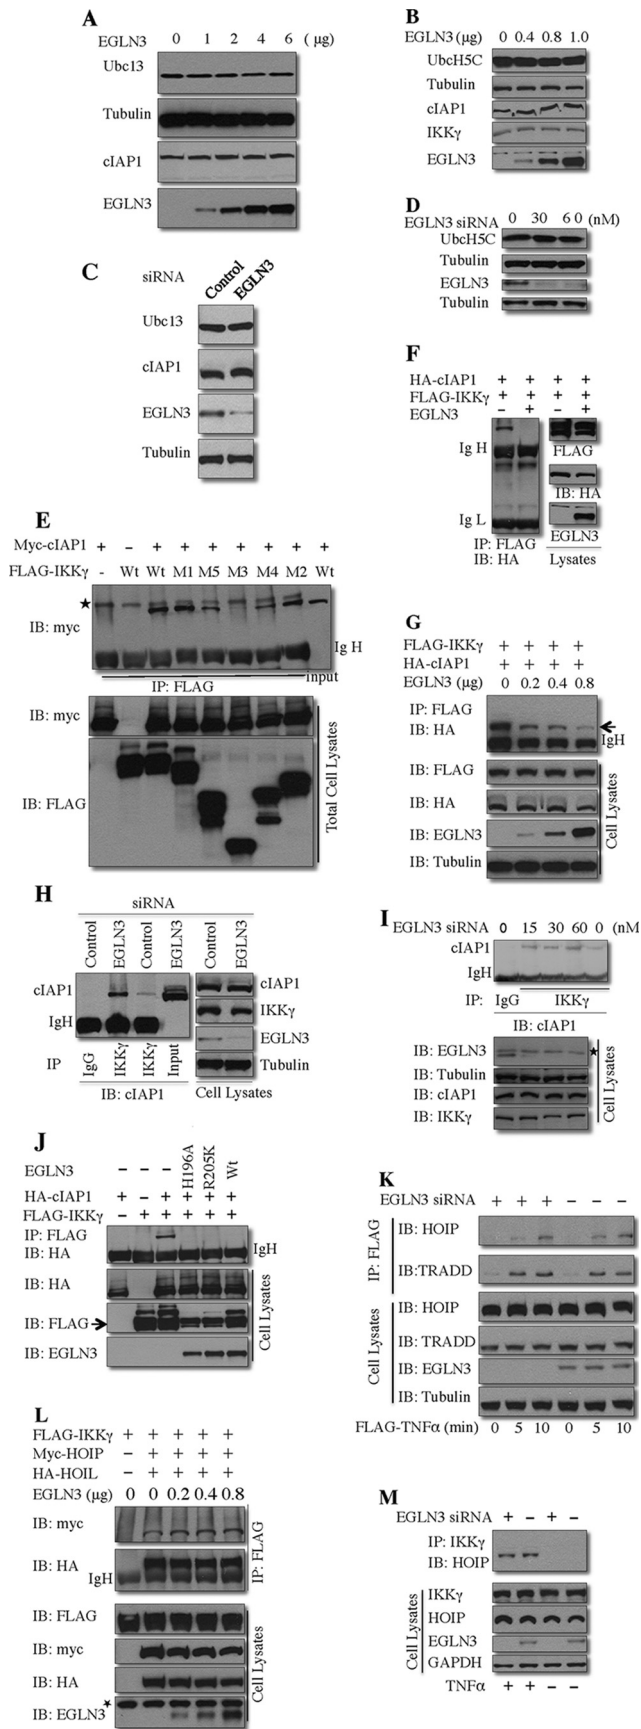 A
EGLN3 0 1 2 4 6 ( µg)
Ubc13
Tubulin
cIAP1
EGLN3
B
EGLN3 (µg) 0 0.4 0.8 1.0
UbcH5C
Tubulin
cIAP1
IKKγ
EGLN3
C
siRNA Control EGLN3
Ubc13
cIAP1
EGLN3
Tubulin
D
EGLN3 siRNA 0 30 6 0 (nM)
UbcH5C
Tubulin
EGLN3
Tubulin
E
Myc-cIAP1 + – + + + + + + +
FLAG-IKKγ - Wt Wt M1 M5 M3 M4 M2 Wt
★
IB: myc
Ig H
Input
IP: FLAG
IB: myc
IB: FLAG
Total Cell Lysates
F
HA-cIAP1 + + + +
FLAG-IKKγ + + + +
EGLN3 – + – +
Ig H
FLAG
IB: HA
Ig L
EGLN3
IP: FLAG
IB: HA
Lysates
G
FLAG-IKKγ + + + +
HA-cIAP1 + + + +
EGLN3 (µg) 0 0.2 0.4 0.8
IP: FLAG
IB: HA
IgH
IB: FLAG
IB: HA
IB: EGLN3
IB: Tubulin
Cell Lysates
H
siRNA
Control EGLN3 Control EGLN3 Control EGLN3
cIAP1
IgH
cIAP1
IKKγ
EGLN3
Tubulin
IP IgG IKKγ IKKγ Input
IB: cIAP1
Cell Lysates
I
EGLN3 siRNA 0 15 30 60 0 (nM
cIAP1
IgH
IP: IgG IKKγ
IB: cIAP1
IB: EGLN3 ★
IB: Tubulin
IB: cIAP1
IB: IKKγ
Cell Lysates
J
EGLN3 – – – H196A R205K Wt
HA-cIAP1 + – + + + +
FLAG-IKKγ – + + + + +
IP: FLAG
IB: HA
IgH
IB: HA
IB: FLAG
IB: EGLN3
Cell Lysates
K
EGLN3 siRNA + + + – – –
IP: FLAG
IB: HOIP
IB:TRADD
Cell Lysates
IB: HOIP
IB: TRADD
IB: EGLN3
IB: Tubulin
FLAG-TNFα (min) 0 5 10 0 5 10
L
FLAG-IKKγ + + + + +
Myc-HOIP – + + + +
HA-HOIL – + + + +
EGLN3 (µg) 0 0 0.2 0.4 0.8
IB: myc
IB: HA
IgH
IP: FLAG
IB: FLAG
IB: myc
IB: HA
★
IB: EGLN3
Cell Lysates
M
EGLN3 siRNA + – + –
IP: IKKγ
IB: HOIP
Cell Lysates
IKKγ
HOIP
EGLN3
GAPDH
TNFα + + – –